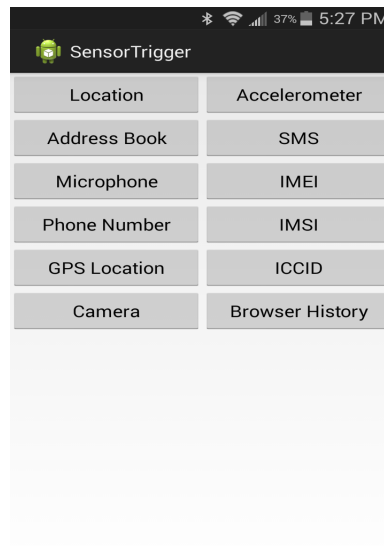 37% 5:27 PM
SensorTrigger
Location Accelerometer
Address Book SMS
Microphone IMEI
Phone Number IMSI
GPS Location ICCID
Camera Browser History